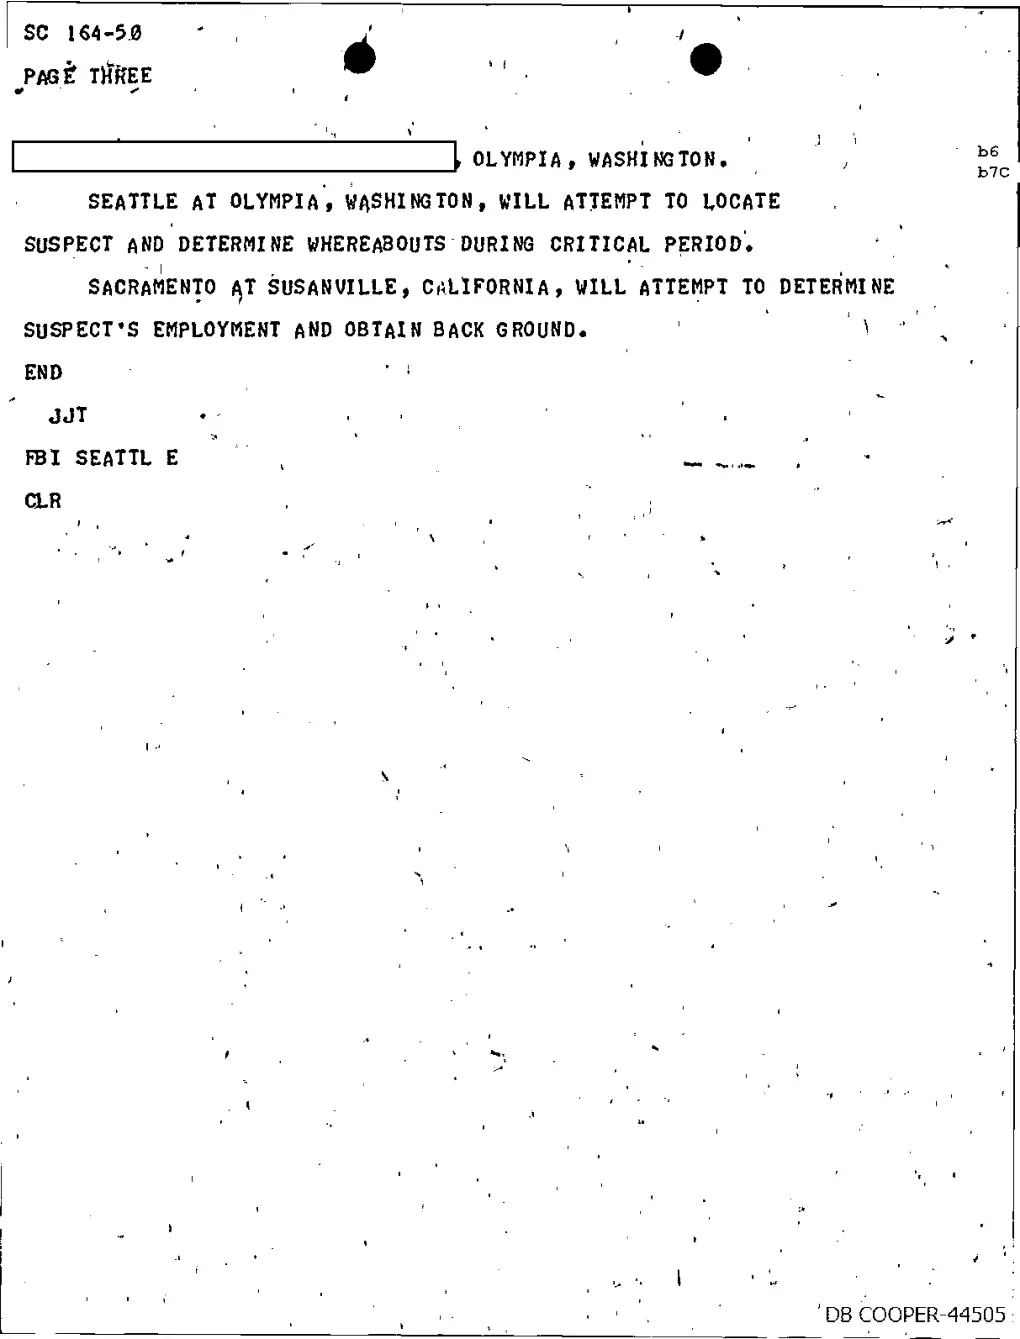 SC 164-50
PAGE THREE
, OLYMPIA, WASHINGTON.
b6
b7C
SEATTLE AT OLYMPIA, WASHINGTON, WILL ATTEMPT TO LOCATE
SUSPECT AND DETERMINE WHEREABOUTS DURING CRITICAL PERIOD.
SACRAMENTO AT SUSANVILLE, CALIFORNIA, WILL ATTEMPT TO DETERMINE
SUSPECT'S EMPLOYMENT AND OBTAIN BACK GROUND.
END
JJT
FBI SEATTL E
CLR
DB COOPER-44505